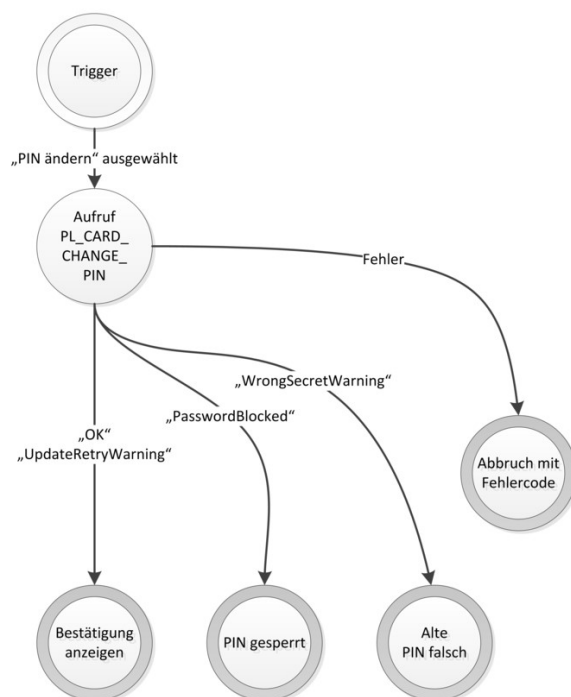 Trigger
„PIN ändern“ ausgewählt
Aufruf
PL_CARD_
CHANGE_
PIN
Fehler
„WrongSecretWarning“
„PasswordBlocked“
„OK“
„UpdateRetryWarning“
Abbruch mit
Fehlercode
Bestätigung
anzeigen
PIN gesperrt
Alte
PIN falsch